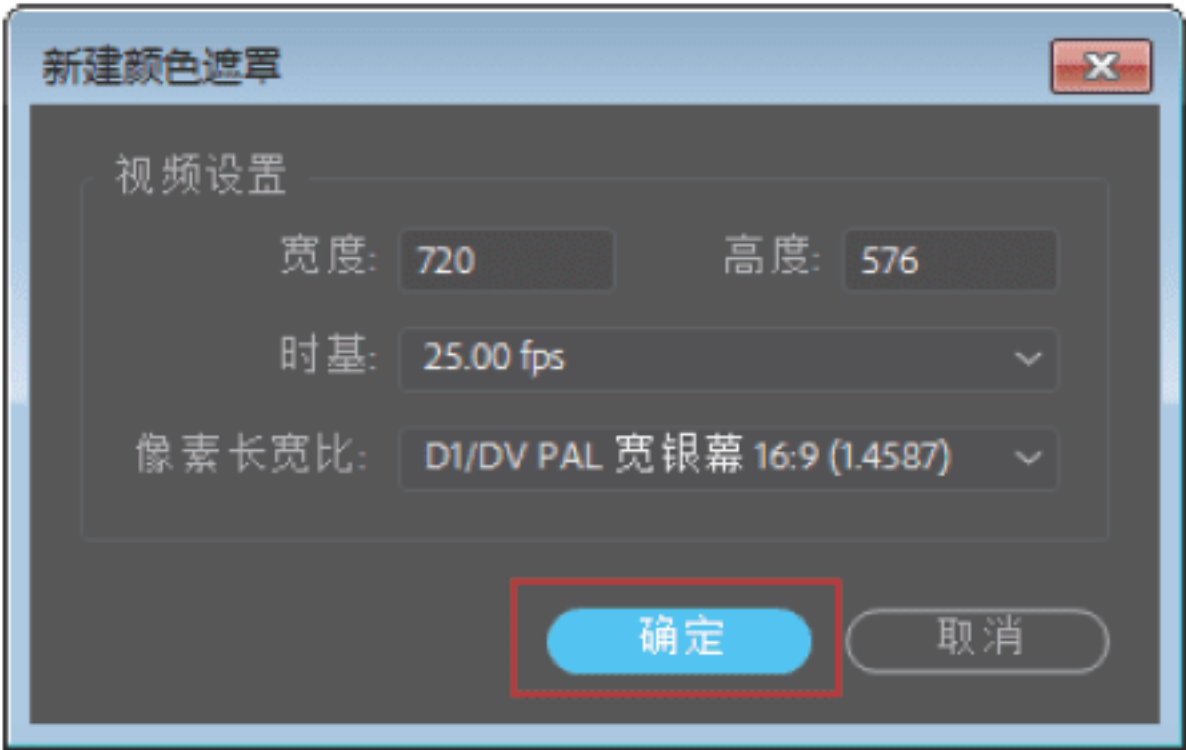 新建颜色遮罩
视频设置
宽度: 720 高度: 576
时基: 25.00 fps
像素长宽比: D1/DV PAL 宽银幕 16:9 (1.4587)
确定 取消